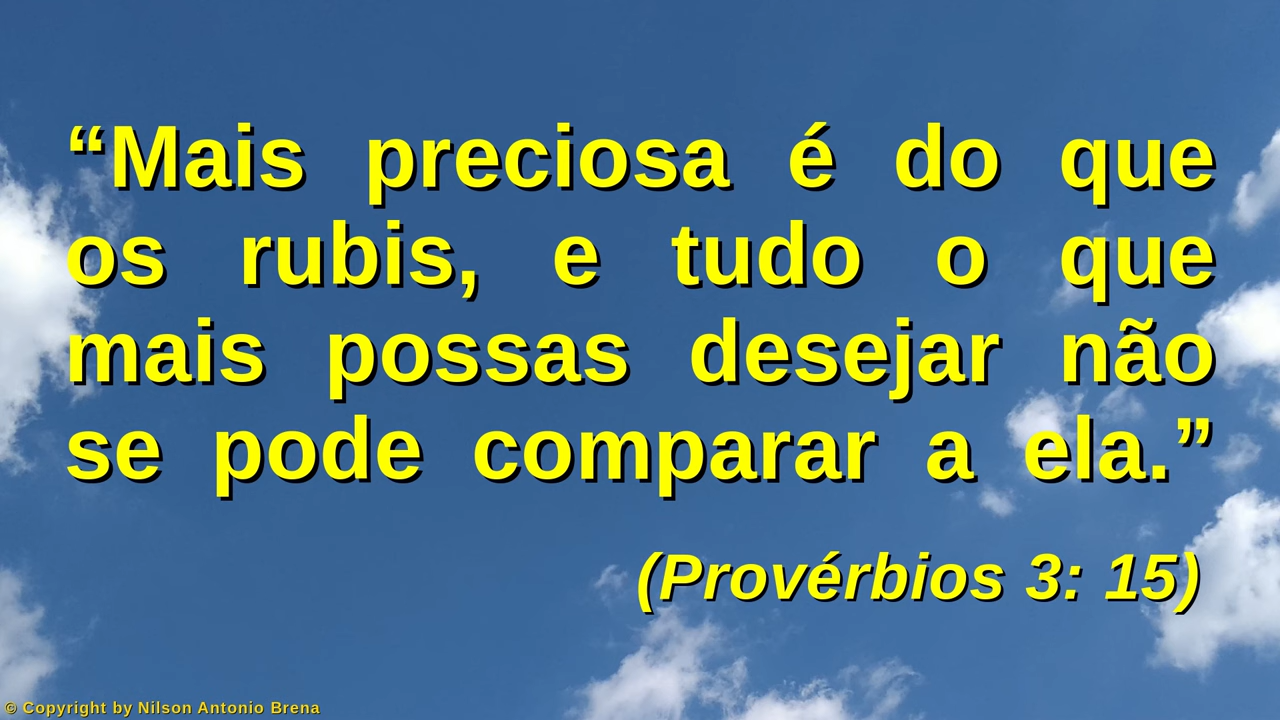 “Mais preciosa é do que
os rubis, e tudo o que
mais possas desejar não
se pode comparar a ela.”
(Provérbios 3: 15)
© Copyright by Nilson Antonio Brena